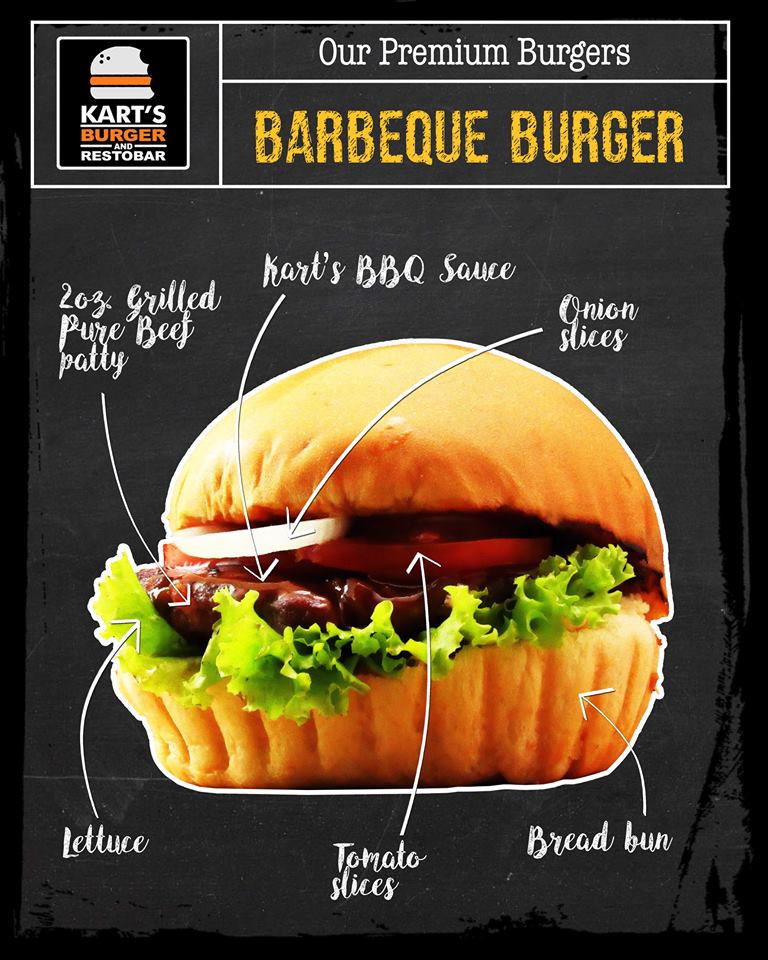 Our Premium Burgers
KART'S
BURGER
AND
RESTOBAR
BARBEQUE BURGER
Kart's BBQ Sauce
2oz. Grilled
Pure Beef
patty
Onion
slices
Lettuce
Tomato
slices
Bread bun